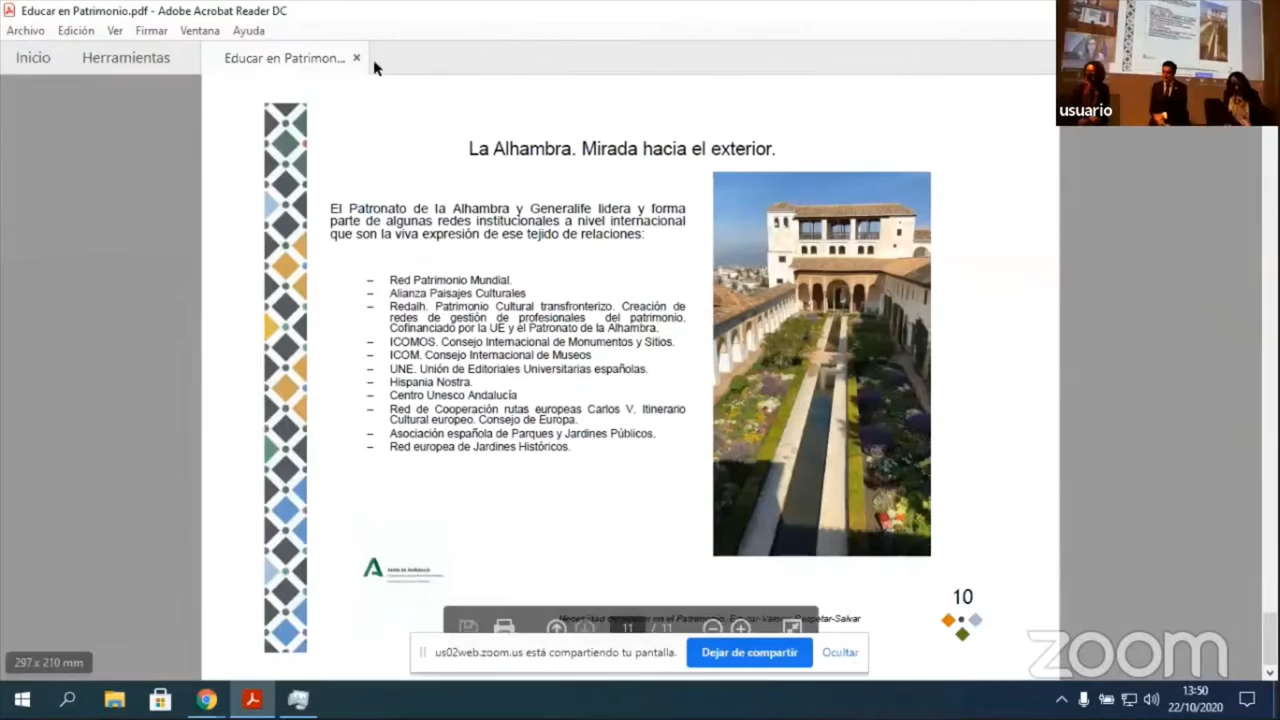 Educar en Patrimonio.pdf - Adobe Acrobat Reader DC
Archivo Edición Ver Firmar Ventana Ayuda
Inicio Herramientas Educar en Patrimon... ×
usuario
La Alhambra. Mirada hacia el exterior.
El Patronato de la Alhambra y Generalife lidera y forma
parte de algunas redes institucionales a nivel internacional
que son la viva expresión de ese tejido de relaciones:
– Red Patrimonio Mundial.
– Alianza Paisajes Culturales
– Redalh. Patrimonio Cultural transfronterizo. Creación de
redes de gestión de profesionales del patrimonio.
Cofinanciado por la UE y el Patronato de la Alhambra.
– ICOMOS. Consejo Internacional de Monumentos y Sitios.
– ICOM. Consejo Internacional de Museos
– UNE. Unión de Editoriales Universitarias españolas.
– Hispania Nostra.
– Centro Unesco Andalucía
– Red de Cooperación rutas europeas Carlos V. Itinerario
Cultural europeo. Consejo de Europa.
– Asociación española de Parques y Jardines Públicos.
– Red europea de Jardines Históricos.
Junta de Andalucía
10
en el Patrimonio.
-Salvar
11 / 11
us02web.zoom.us está compartiendo tu pantalla. Dejar de compartir Ocultar
zoom
297 x 210 mm
13:50
22/10/2020